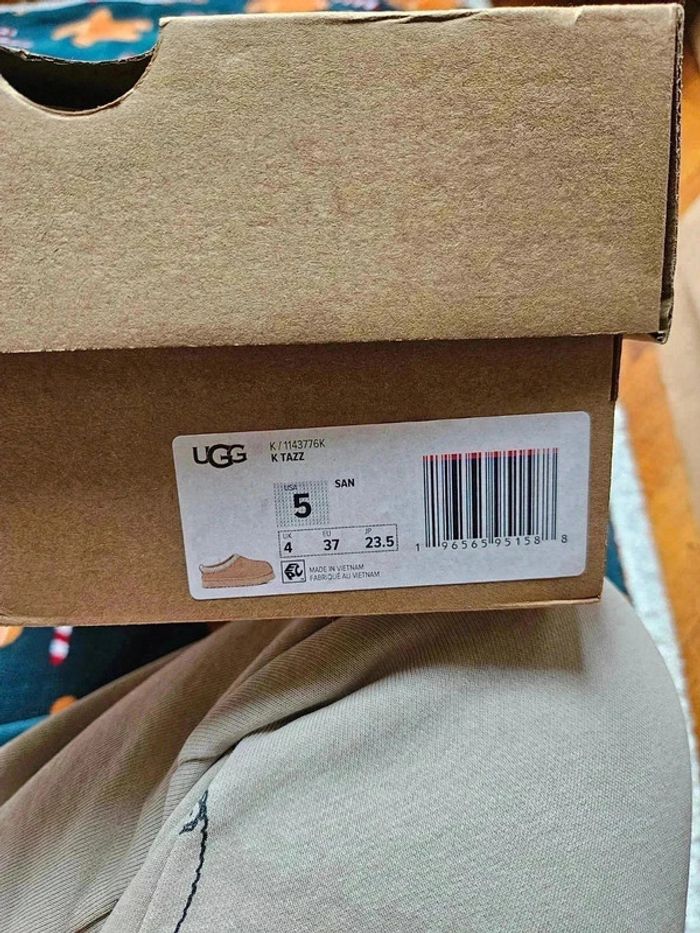 UGG
K / 1143776K
K TAZZ
USA
5
SAN
UK EU JP
4 37 23.5
1 96565 95158 8
MADE IN VIETNAM
FABRIQUÉ AU VIETNAM